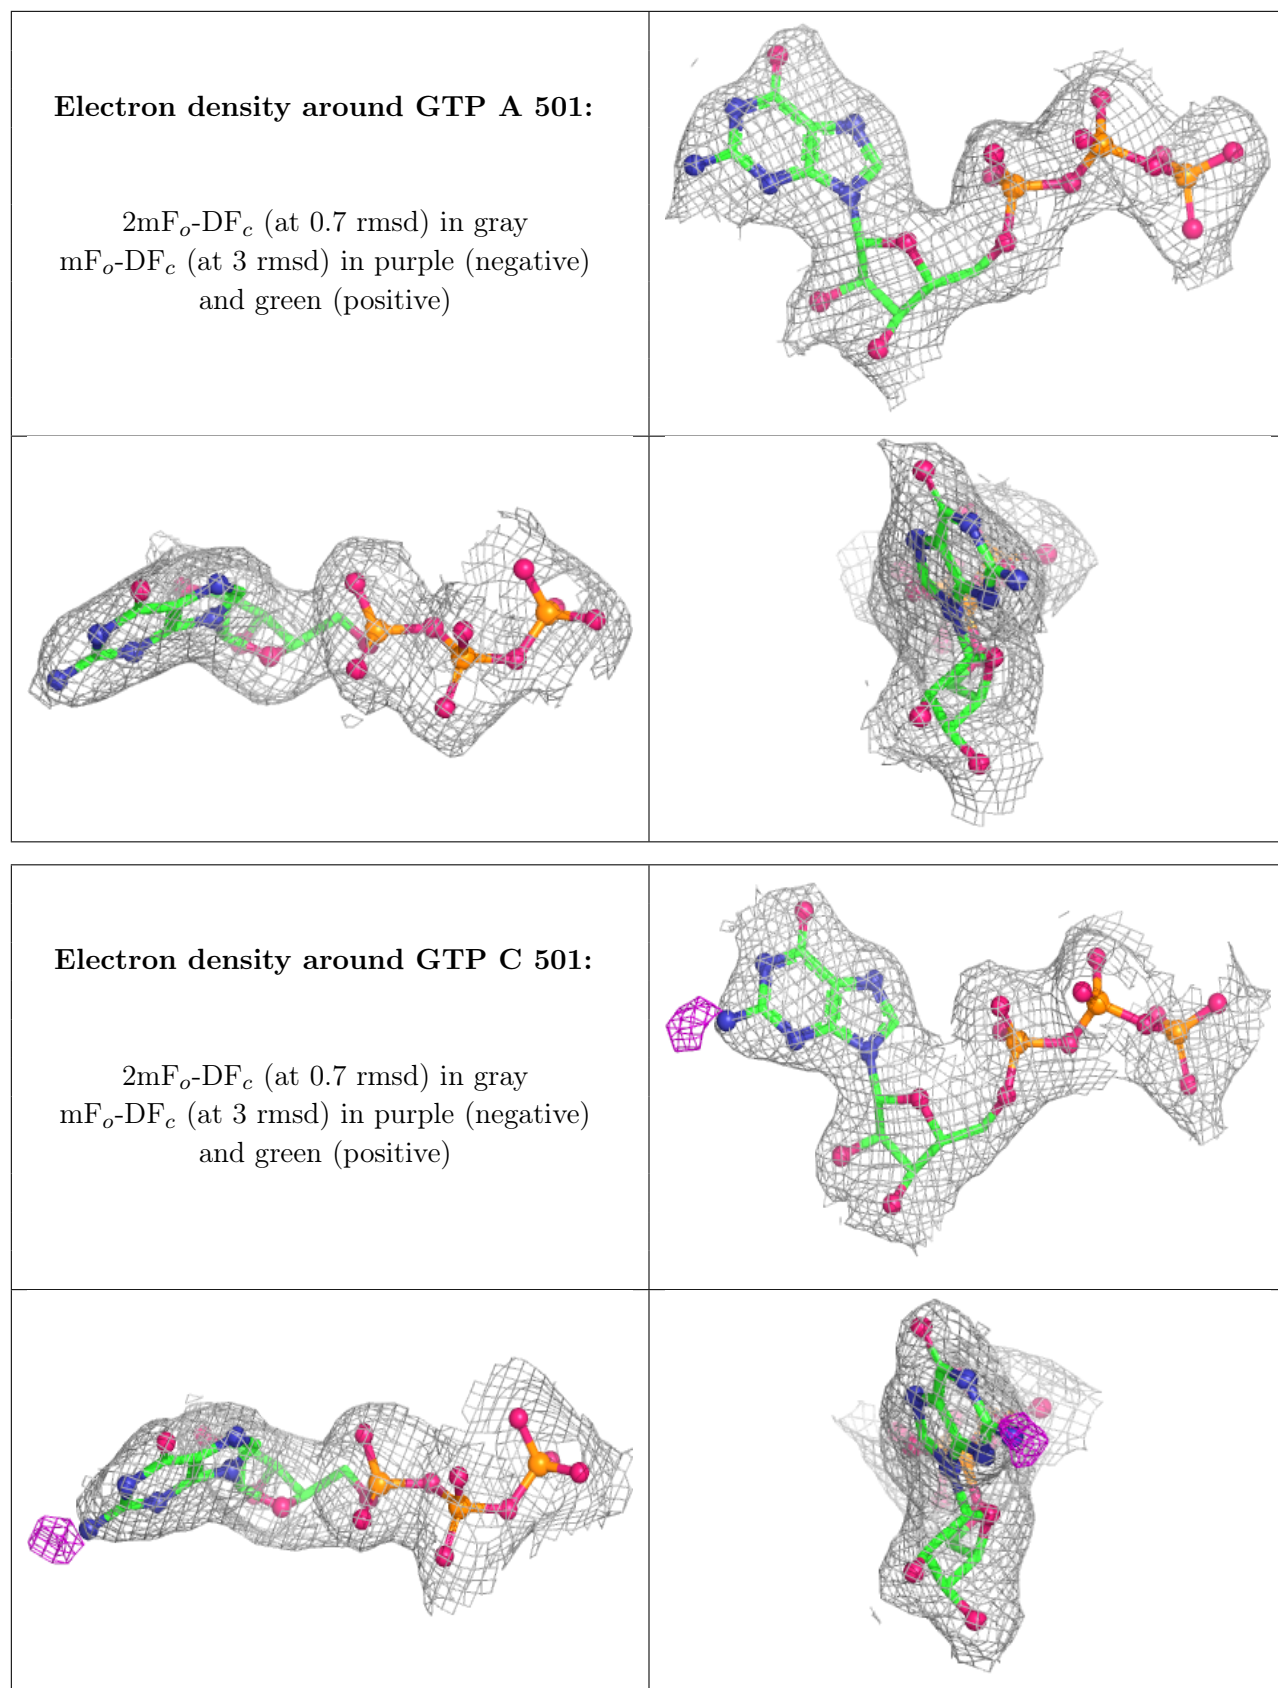 Electron density around GTP A 501:
2mFₒ-DF𝒸 (at 0.7 rmsd) in gray
mFₒ-DF𝒸 (at 3 rmsd) in purple (negative)
and green (positive)
Electron density around GTP C 501:
2mFₒ-DF𝒸 (at 0.7 rmsd) in gray
mFₒ-DF𝒸 (at 3 rmsd) in purple (negative)
and green (positive)